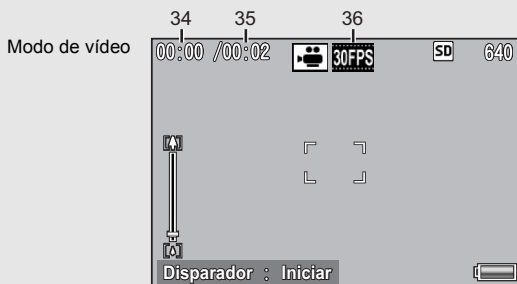 34 35 36
Modo de vídeo
00:00 /00:02 30FPS SD 640
Disparador : Iniciar